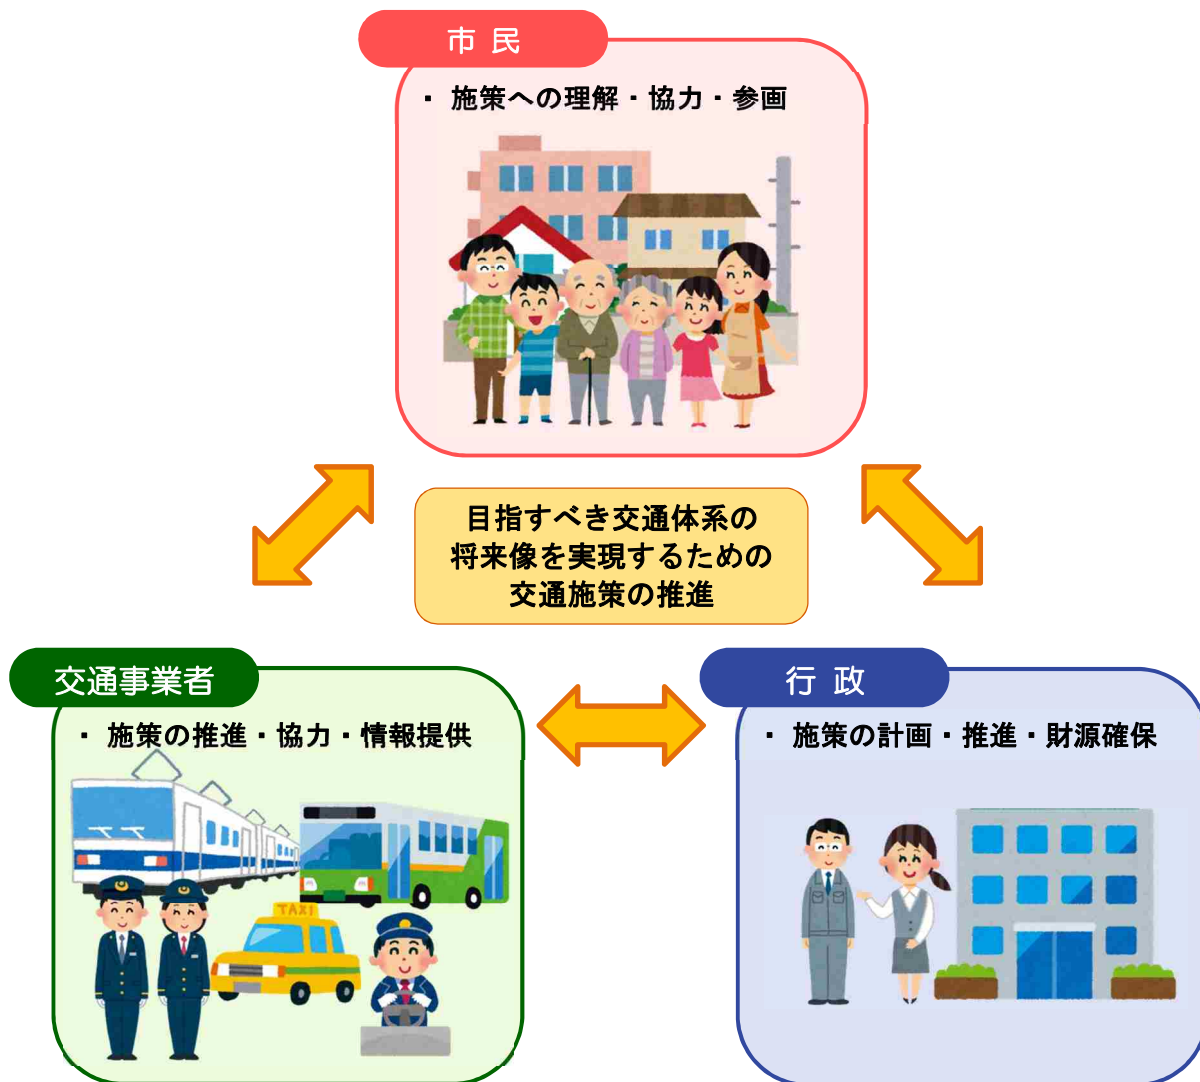 市 民
・ 施策への理解・協力・参画
目指すべき交通体系の
将来像を実現するための
交通施策の推進
交通事業者
・ 施策の推進・協力・情報提供
TAXI
行 政
・ 施策の計画・推進・財源確保